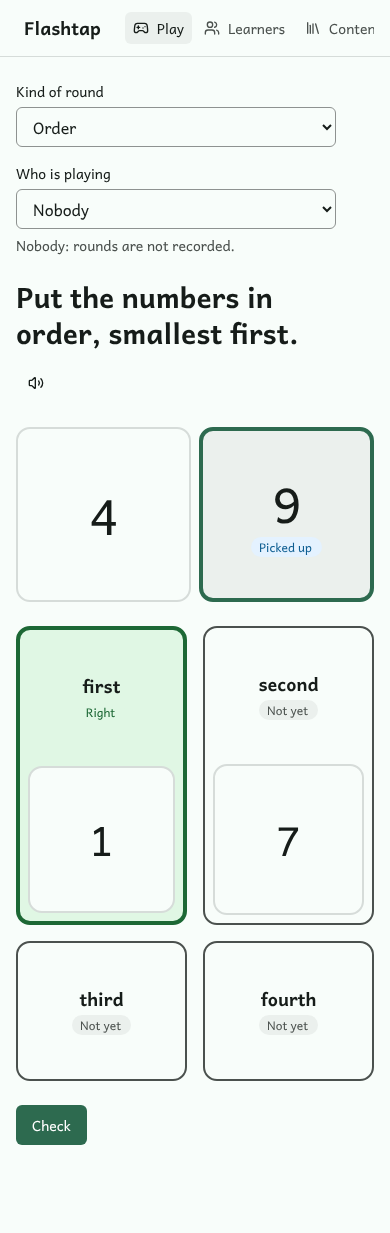 Flashtap
Play
Learners
Conten
Kind of round
Order
Who is playing
Nobody
Nobody: rounds are not recorded.
Put the numbers in
order, smallest first.
4
9
Picked up
first
Right
1
second
Not yet
7
third
Not yet
fourth
Not yet
Check